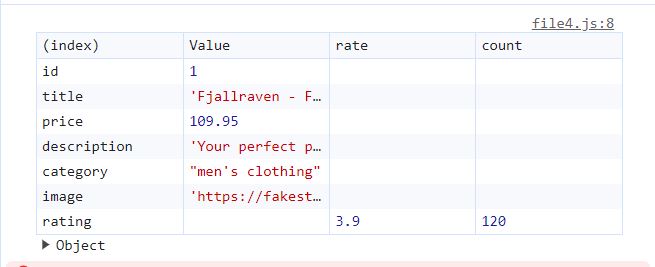 file4.js:8
(index) Value rate count
id 1
title 'Fjallraven - F…
price 109.95
description 'Your perfect p…
category "men's clothing"
image 'https://fakest…
rating 3.9 120
▶ Object